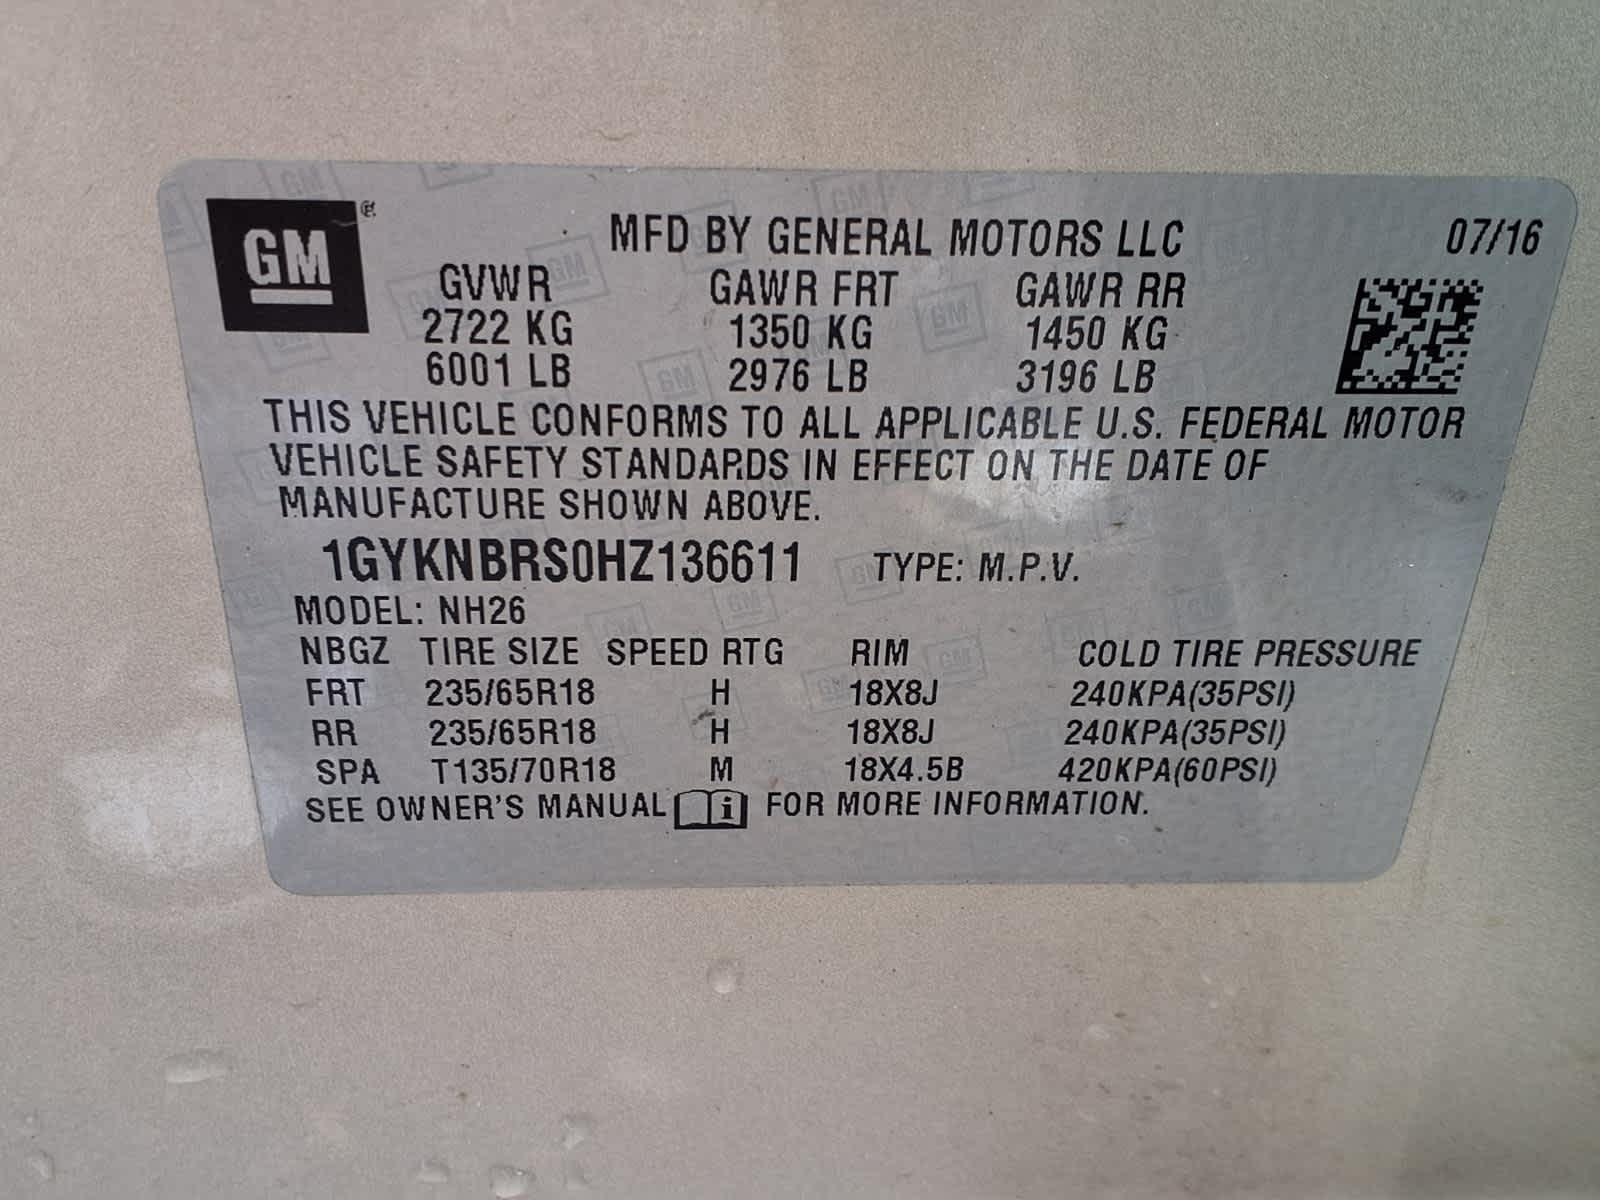 GM
MFD BY GENERAL MOTORS LLC 07/16
GVWR GAWR FRT GAWR RR
2722 KG 1350 KG 1450 KG
6001 LB 2976 LB 3196 LB
THIS VEHICLE CONFORMS TO ALL APPLICABLE U.S. FEDERAL MOTOR
VEHICLE SAFETY STANDARDS IN EFFECT ON THE DATE OF
MANUFACTURE SHOWN ABOVE.
1GYKNBRS0HZ136611 TYPE: M.P.V.
MODEL: NH26
NBGZ TIRE SIZE SPEED RTG RIM COLD TIRE PRESSURE
FRT 235/65R18 H 18X8J 240KPA(35PSI)
RR 235/65R18 H 18X8J 240KPA(35PSI)
SPA T135/70R18 M 18X4.5B 420KPA(60PSI)
SEE OWNER'S MANUAL i FOR MORE INFORMATION.